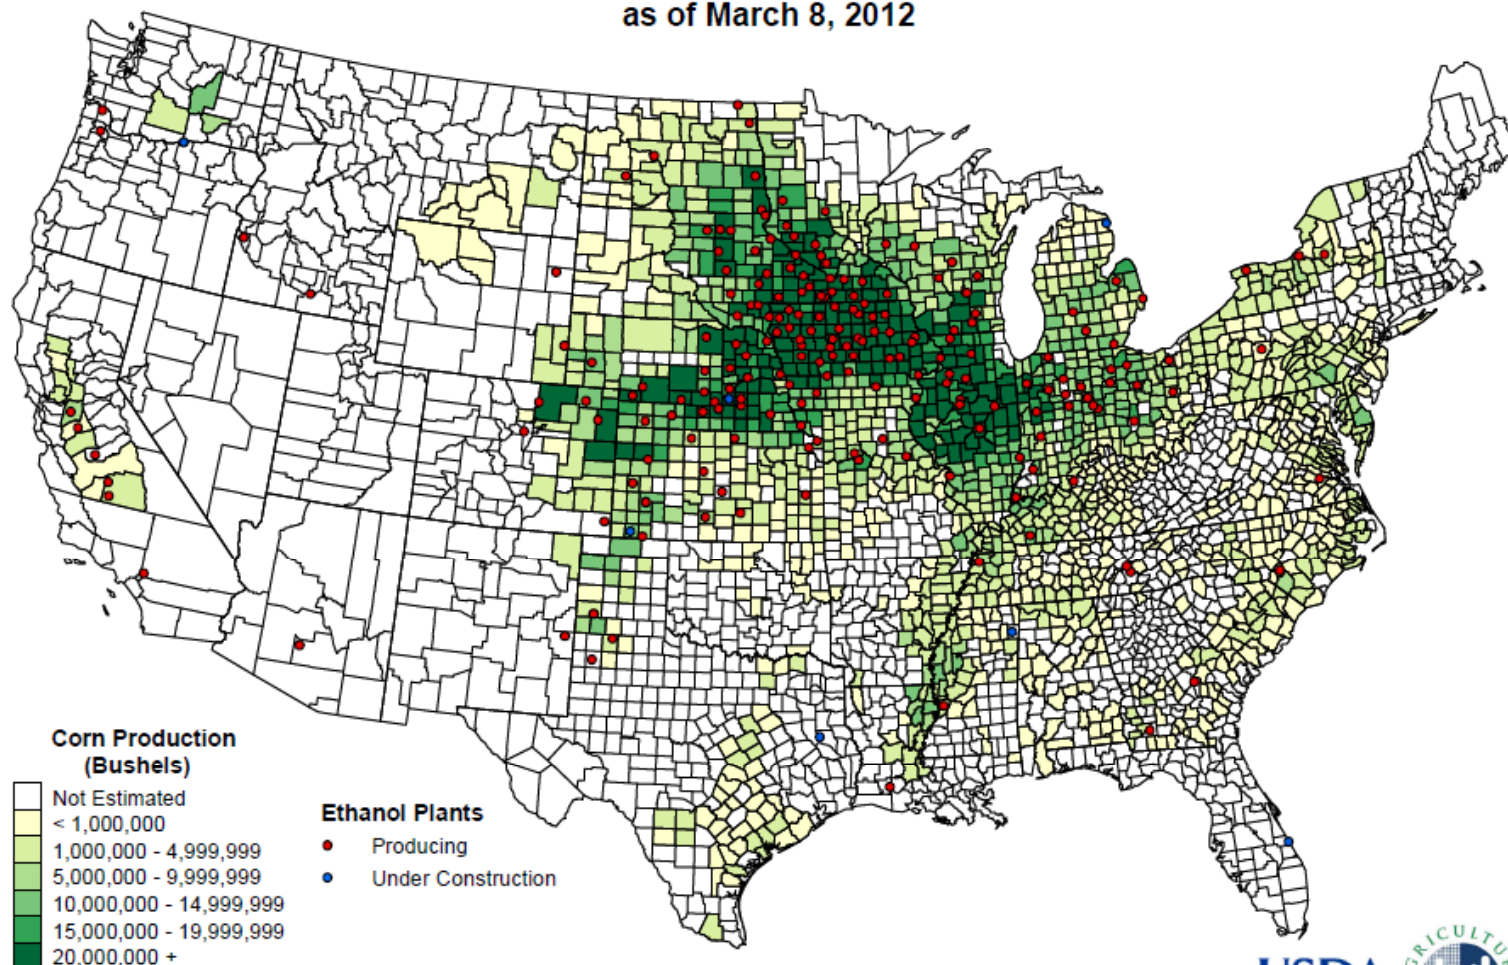 as of March 8, 2012
Corn Production
(Bushels)
Not Estimated
< 1,000,000
1,000,000 - 4,999,999
5,000,000 - 9,999,999
10,000,000 - 14,999,999
15,000,000 - 19,999,999
20,000,000 +
Ethanol Plants
Producing
Under Construction
USDA